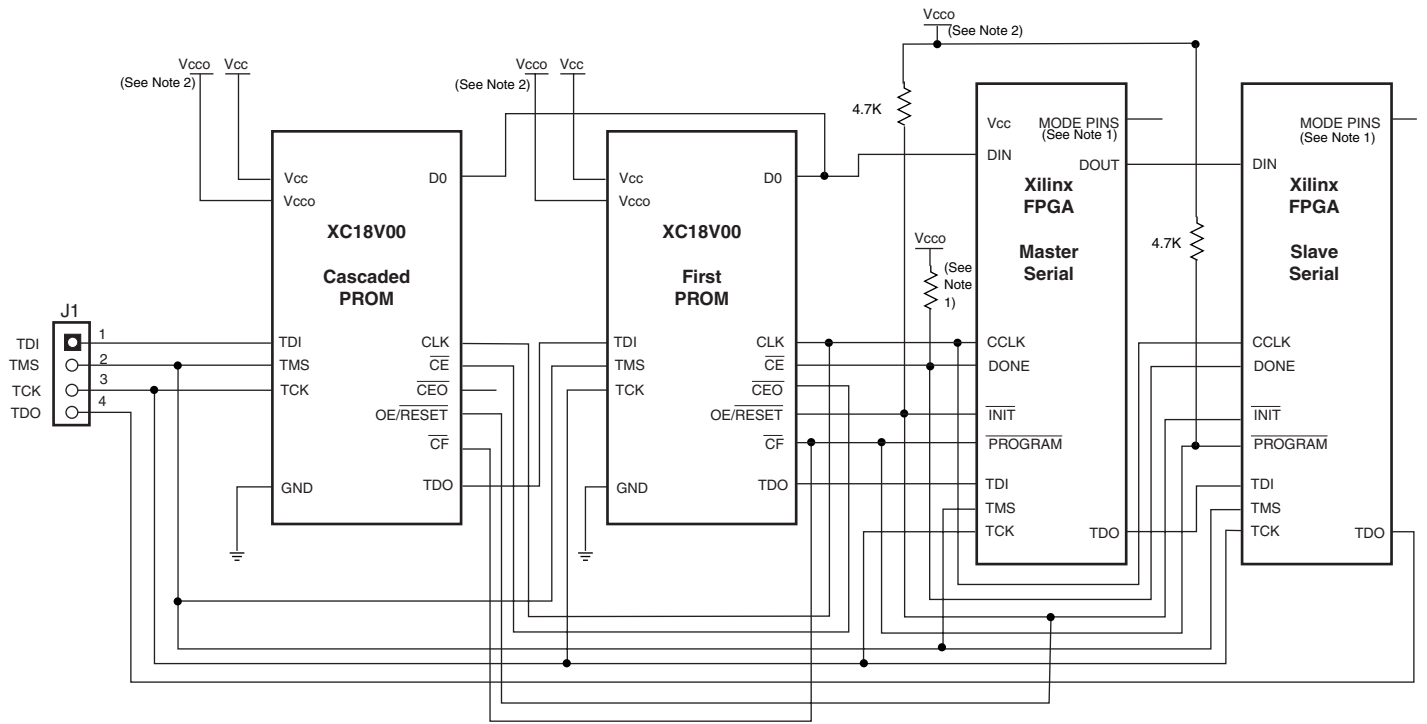 Vcco
(See Note 2)
Vcco
Vcc
(See Note 2)
Vcco
Vcc
(See Note 2)
4.7K
Vcc
MODE PINS
(See Note 1)
DIN
DOUT
Xilinx
FPGA
Master
Serial
CCLK
DONE
INIT
PROGRAM
TDI
TMS
TCK
TDO
MODE PINS
(See Note 1)
DIN
Xilinx
FPGA
Slave
Serial
CCLK
DONE
INIT
PROGRAM
TDI
TMS
TCK
TDO
4.7K
Vcco
(See
Note
1)
Vcc
Vcco
D0
XC18V00
Cascaded
PROM
TDI
TMS
TCK
GND
CLK
CE
CEO
OE/RESET
CF
TDO
Vcc
Vcco
D0
XC18V00
First
PROM
TDI
TMS
TCK
GND
CLK
CE
CEO
OE/RESET
CF
TDO
J1
TDI 1
TMS 2
TCK 3
TDO 4